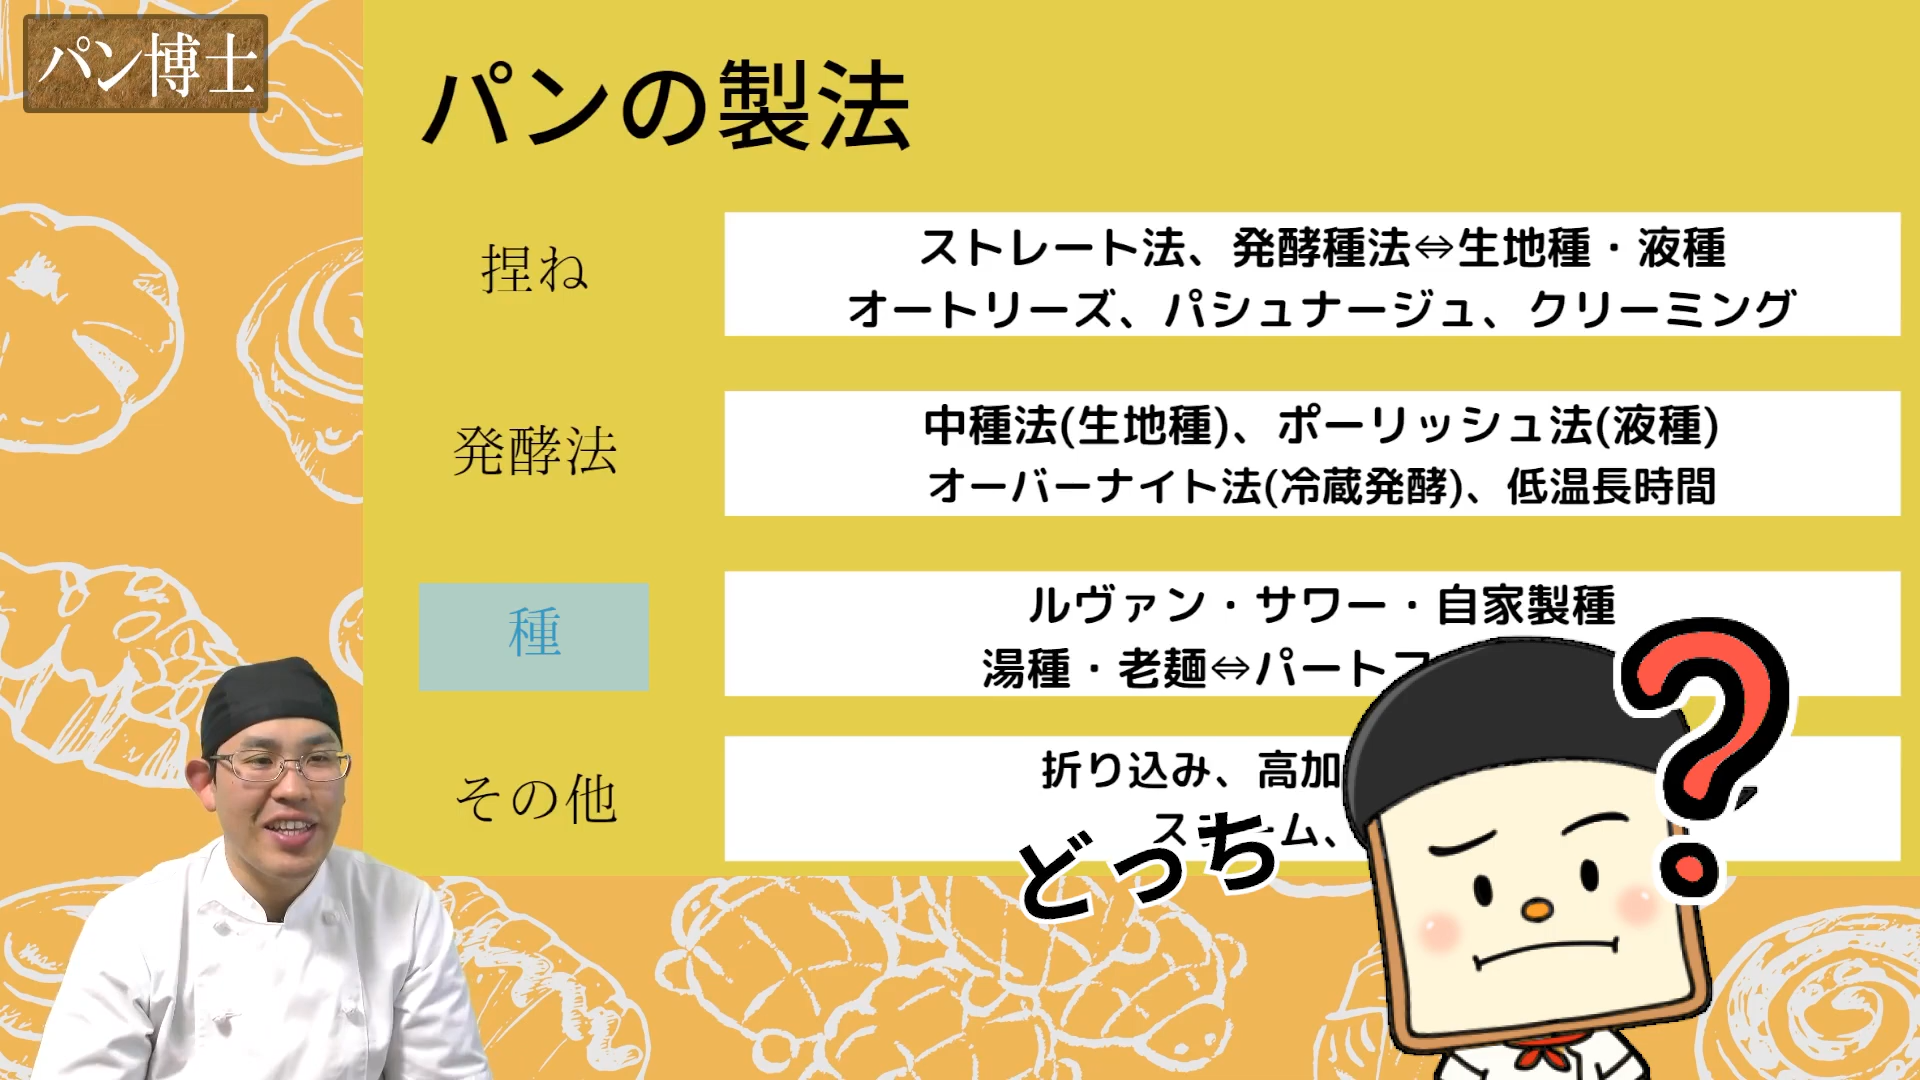 パン博士
パンの製法
捏ね
ストレート法、発酵種法⇔生地種・液種
オートリーズ、パシュナージュ、クリーミング
発酵法
中種法(生地種)、ポーリッシュ法(液種)
オーバーナイト法(冷蔵発酵)、低温長時間
種
ルヴァン・サワー・自家製種
湯種・老麺⇔パート
その他
折り込み、高加
どっち
?